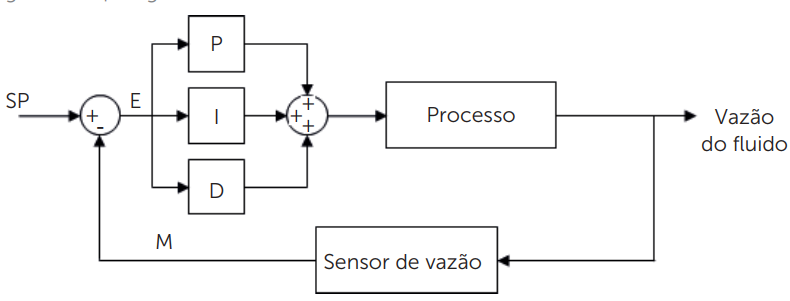 P
SP
E
+
-
I
+
+
+
Processo
Vazão
do fluido
D
M
Sensor de vazão